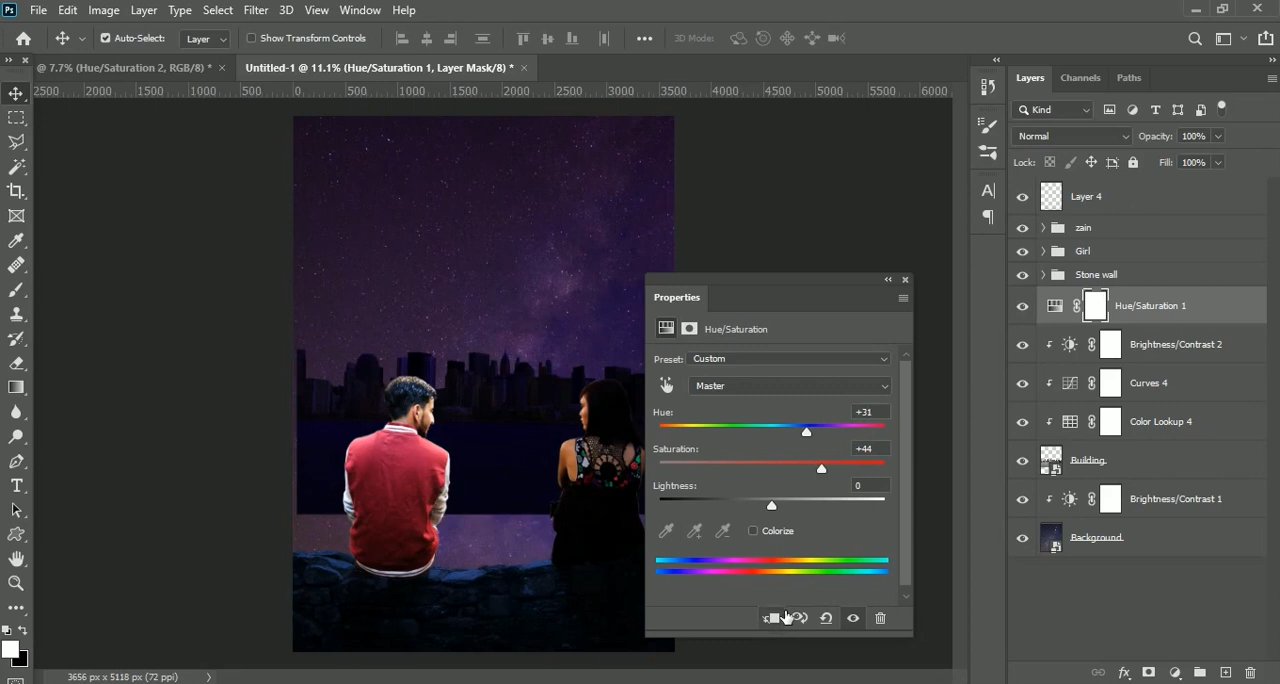 Ps File Edit Image Layer Type Select Filter 3D View Window Help
Auto-Select: Layer Show Transform Controls ••• 3D Mode:
@ 7.7% (Hue/Saturation 2, RGB/8) * × Untitled-1 @ 11.1% (Hue/Saturation 1, Layer Mask/8) * ×
2500 2000 1500 1000 500 0 500 1000 1500 2000 2500 3000 3500 4000 4500 5000 5500 6000
Layers Channels Paths
Kind
Normal Opacity: 100%
Lock: Fill: 100%
Layer 4
zain
Girl
Stone wall
Hue/Saturation 1
Brightness/Contrast 2
Curves 4
Color Lookup 4
Building
Brightness/Contrast 1
Background
Properties
Hue/Saturation
Preset: Custom
Master
Hue: +31
Saturation: +44
Lightness: 0
Colorize
3656 px x 5118 px (72 ppi)